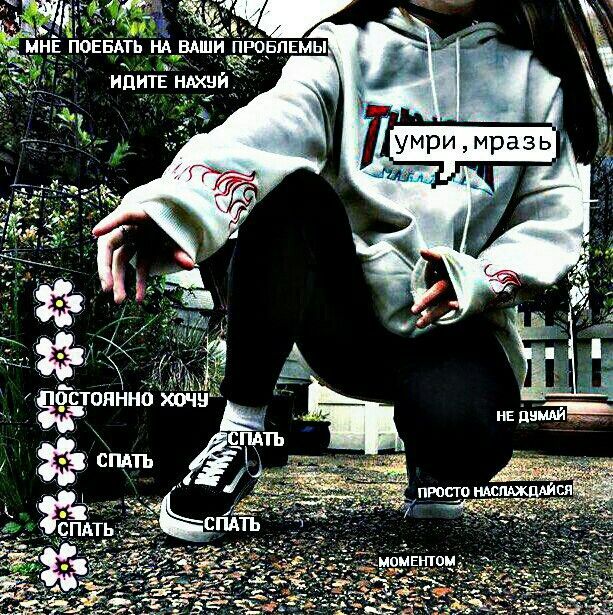 МНЕ ПОЕБАТЬ НА ВАШИ ПРОБЛЕМЫ
ИДИТЕ НАХУЙ
умри,мразь
ПОСТОЯННО ХОЧУ
СПАТЬ
СПАТЬ
СПАТЬ
СПАТЬ
НЕ ДУМАЙ
ПРОСТО НАСЛАЖДАЙСЯ
МОМЕНТОМ